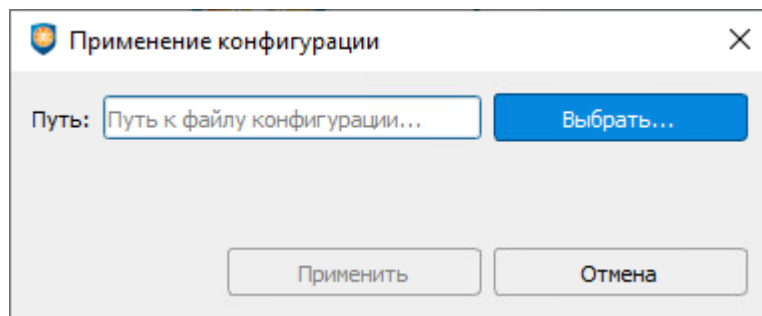 Применение конфигурации
Путь: Путь к файлу конфигурации... Выбрать...
Применить Отмена